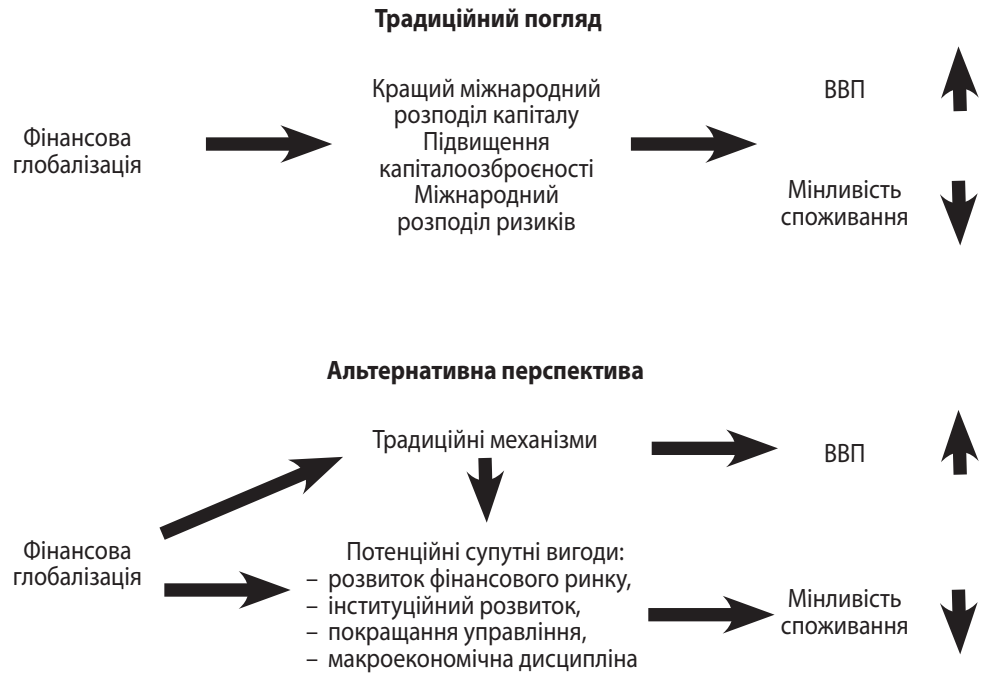 Традиційний погляд
Фінансова
глобалізація
Кращий міжнародний
розподіл капіталу
Підвищення
капіталоозброєності
Міжнародний
розподіл ризиків
ВВП
Мінливість
споживання
Альтернативна перспектива
Фінансова
глобалізація
Традиційні механізми
Потенційні супутні вигоди:
– розвиток фінансового ринку,
– інституційний розвиток,
– покращання управління,
– макроекономічна дисципліна
ВВП
Мінливість
споживання